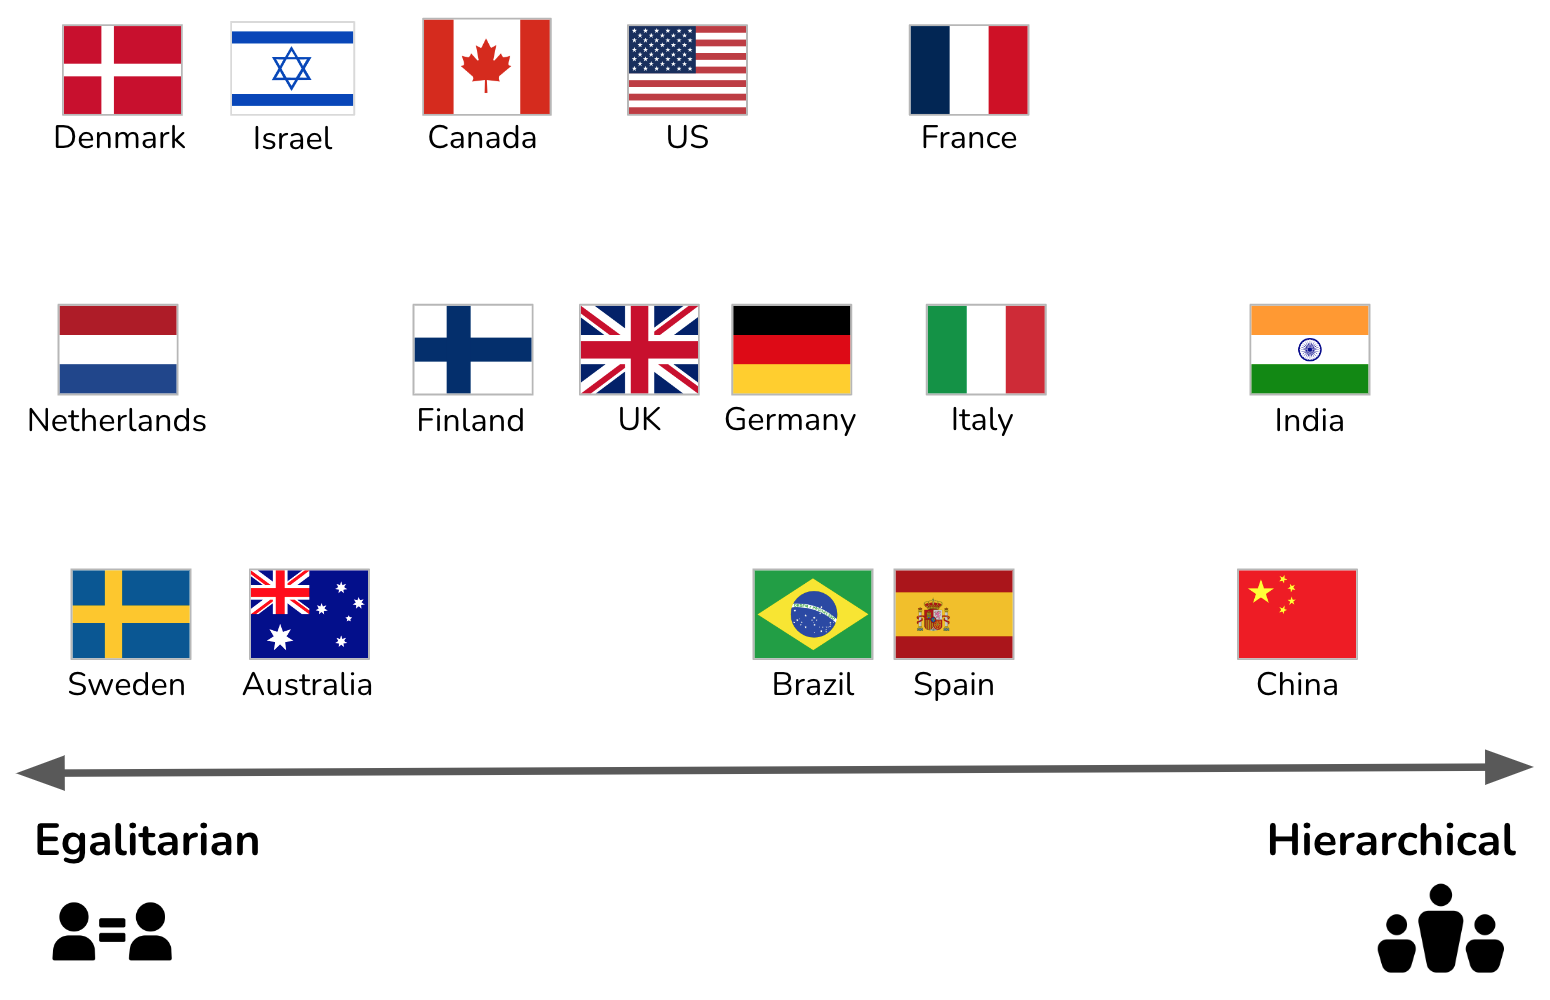 Denmark
Israel
Canada
US
France
Netherlands
Finland
UK
Germany
Italy
India
Sweden
Australia
Brazil
Spain
China
Egalitarian
Hierarchical